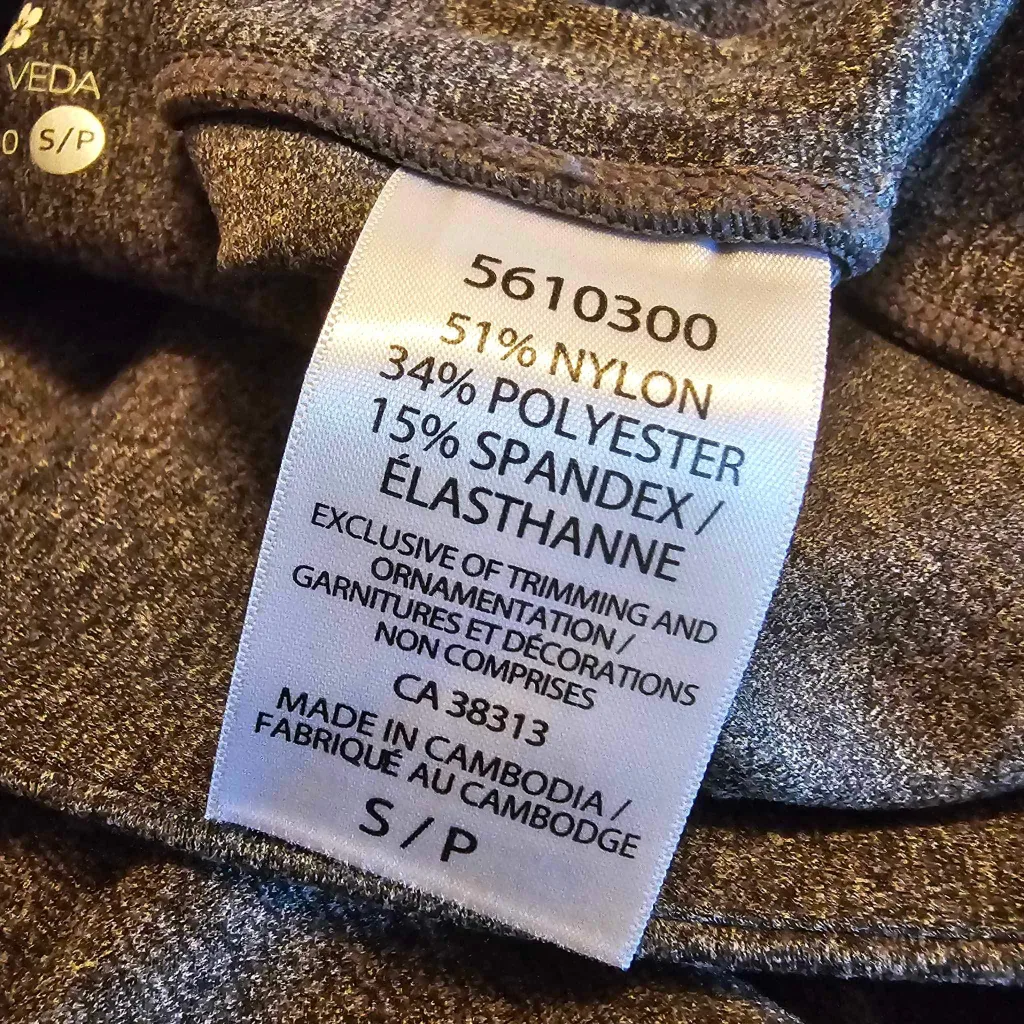 VEDA
0 S/P
5610300
51% NYLON
34% POLYESTER
15% SPANDEX /
ÉLASTHANNE
EXCLUSIVE OF TRIMMING AND
ORNAMENTATION /
GARNITURES ET DÉCORATIONS
NON COMPRISES
CA 38313
MADE IN CAMBODIA /
FABRIQUÉ AU CAMBODGE
S / P